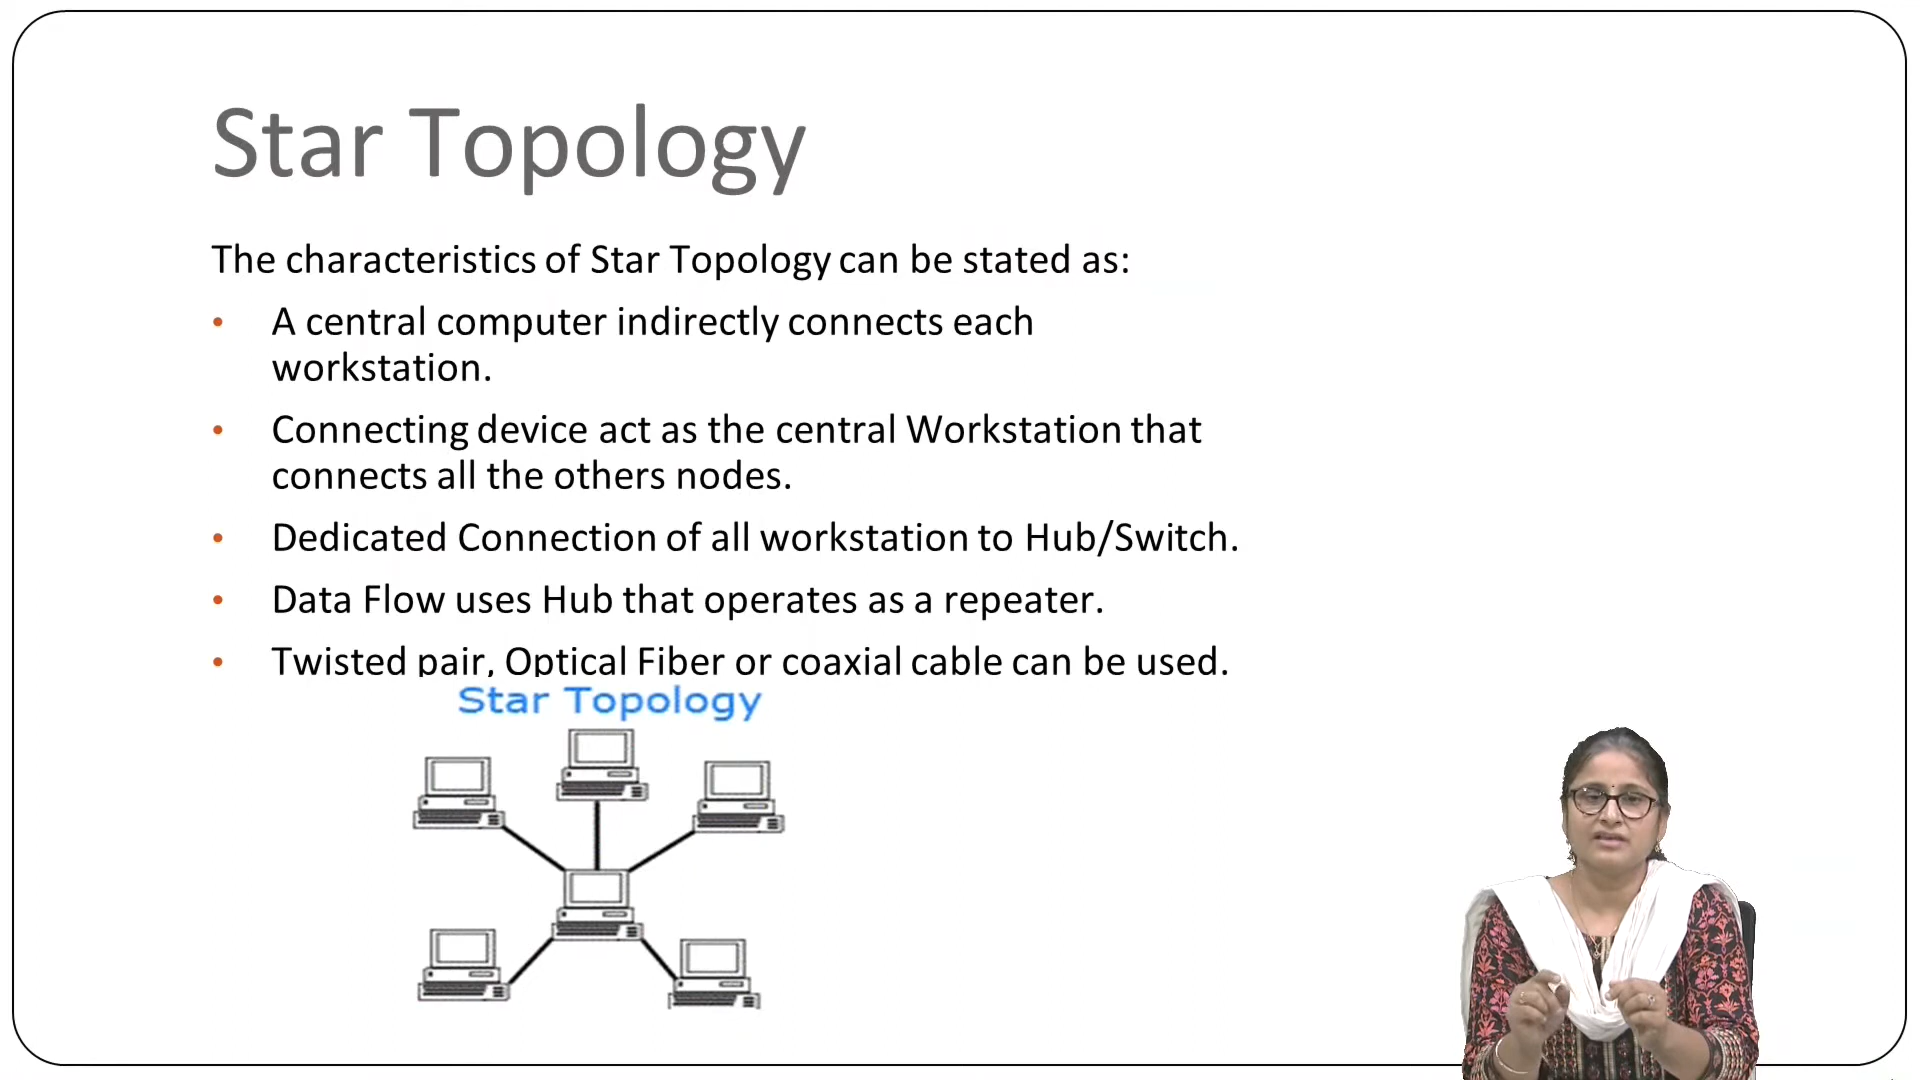 Star Topology
The characteristics of Star Topology can be stated as:
• A central computer indirectly connects each
workstation.
• Connecting device act as the central Workstation that
connects all the others nodes.
• Dedicated Connection of all workstation to Hub/Switch.
• Data Flow uses Hub that operates as a repeater.
• Twisted pair, Optical Fiber or coaxial cable can be used.
Star Topology